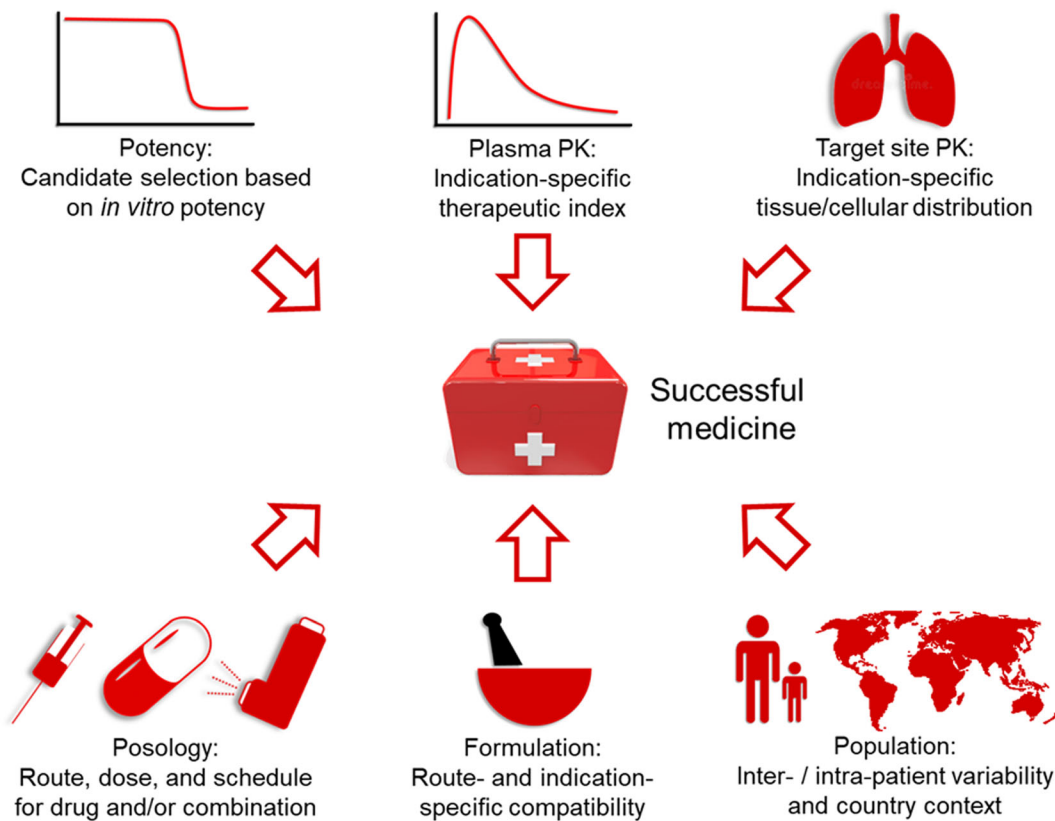 Potency:
Candidate selection based
on in vitro potency
Plasma PK:
Indication-specific
therapeutic index
Target site PK:
Indication-specific
tissue/cellular distribution
Successful
medicine
Posology:
Route, dose, and schedule
for drug and/or combination
Formulation:
Route- and indication-
specific compatibility
Population:
Inter- / intra-patient variability
and country context